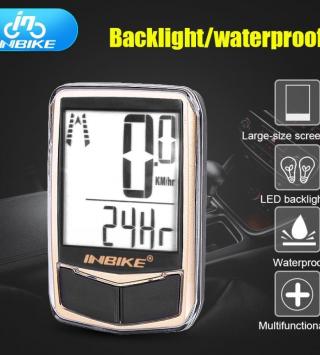 INBIKE
Backlight/waterproof
0.0
KM/hr
24Hr
INBIKE
Large-size scree
LED backligh
Waterproo
Multifunctiona